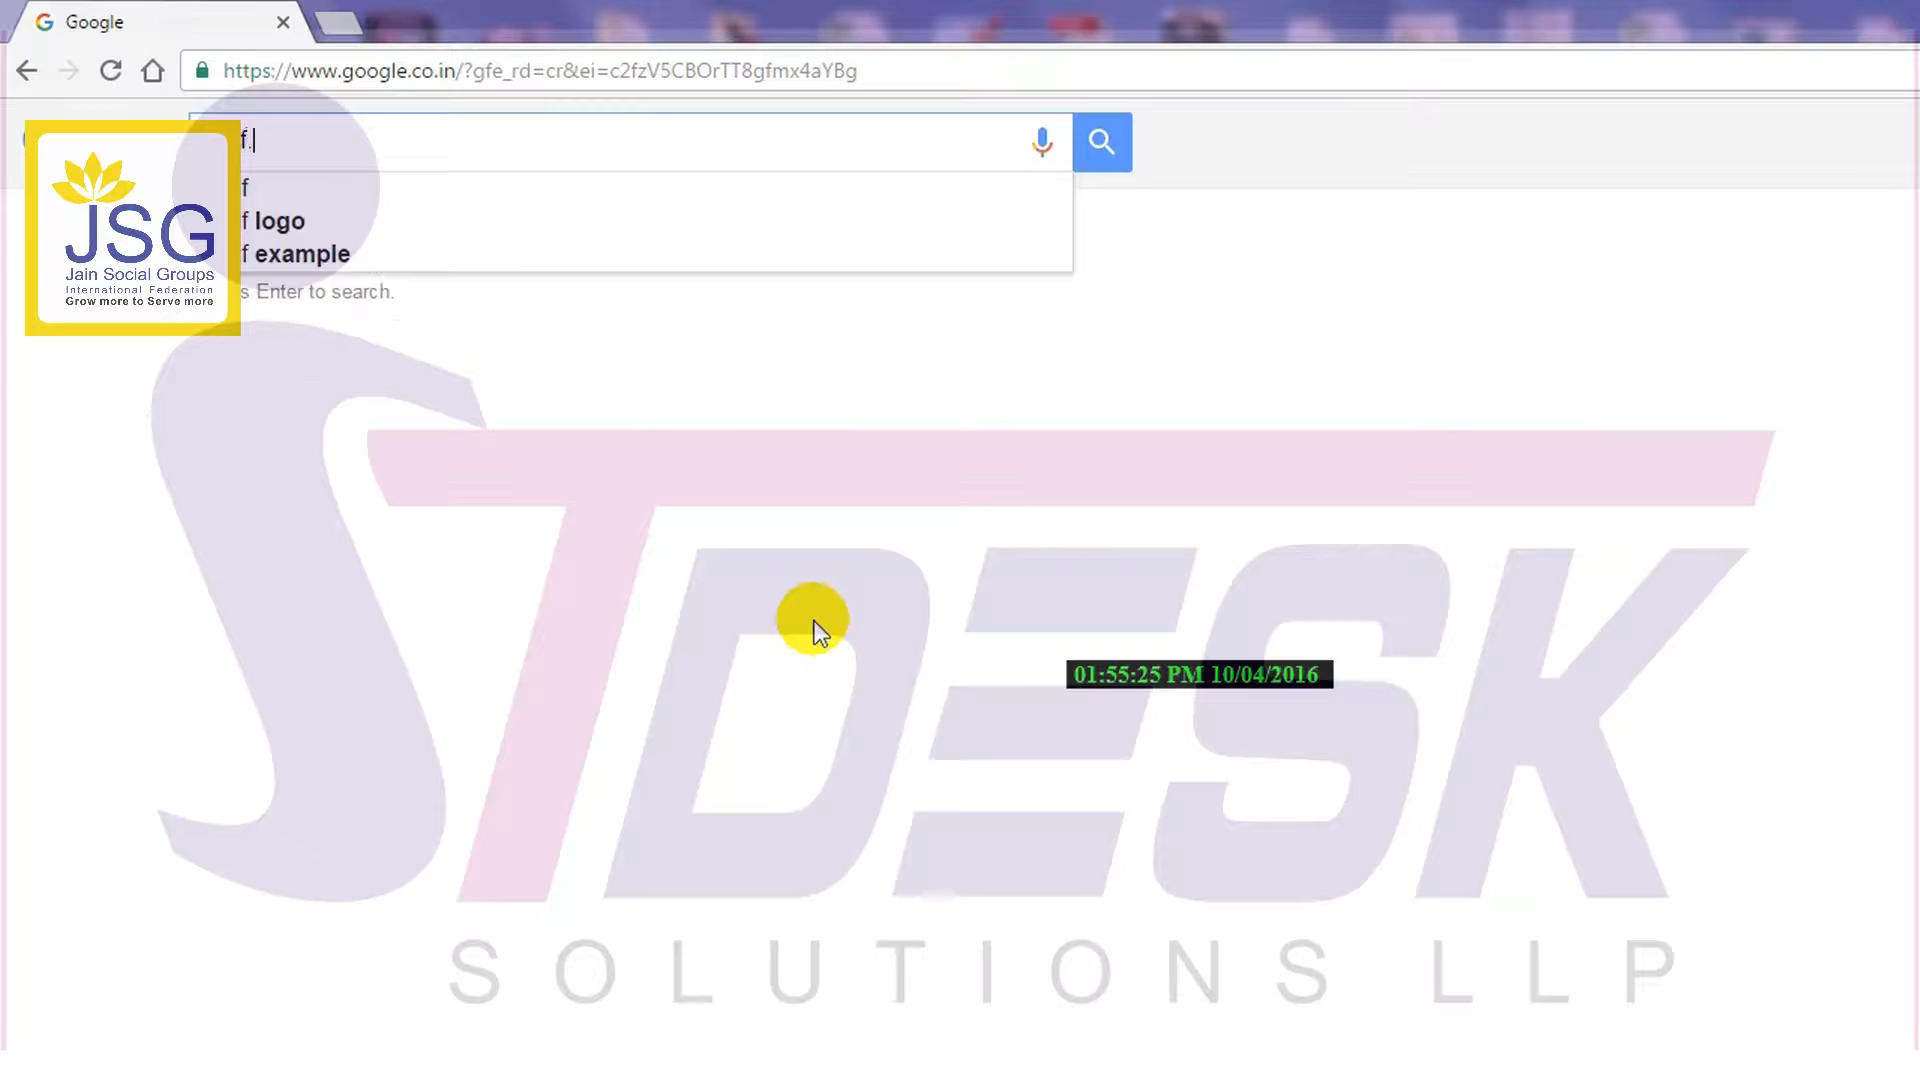 Google
https://www.google.co.in/?gfe_rd=cr&ei=c2fzV5CBOrTT8gfmx4aYBg
f.
f
f logo
f example
s Enter to search.
JSG
Jain Social Groups
International Federation
Grow more to Serve more
STDESK
01:55:25 PM 10/04/2016
SOLUTIONS LLP